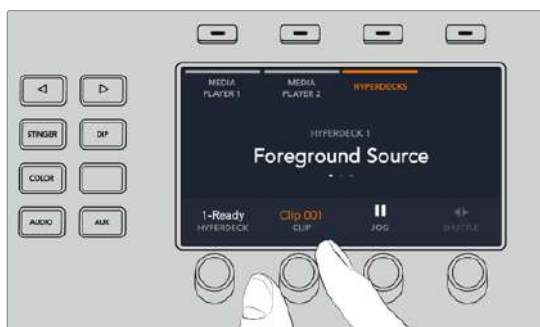 MEDIA PLAYER 1
MEDIA PLAYER 2
HYPERDECKS
HYPERDECK 1
Foreground Source
STINGER
DIP
COLOR
AUDIO
AUX
1-Ready
Clip 001
HYPERDECK
CLIP
JOG
SHUTTLE